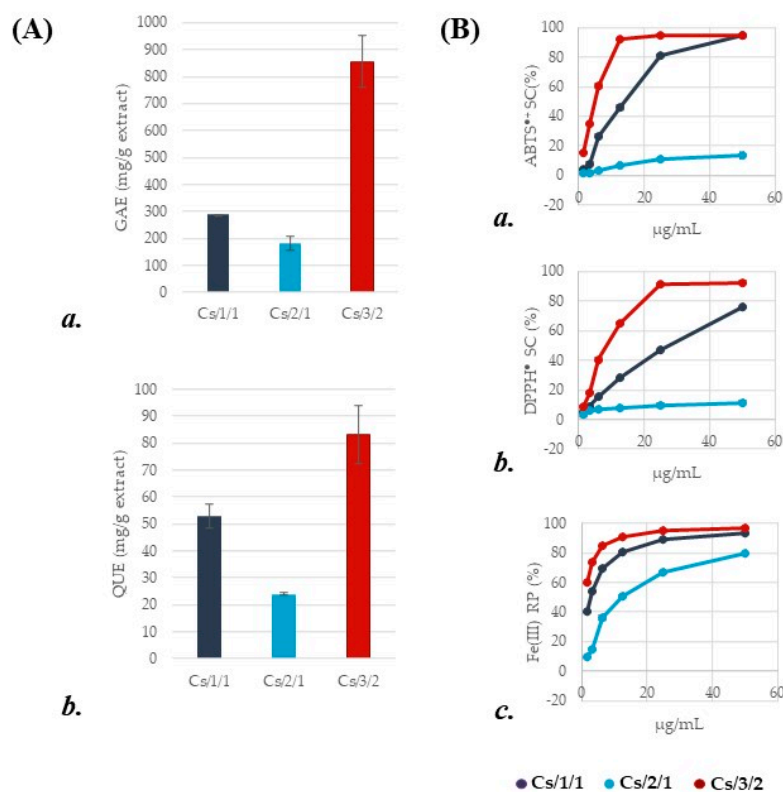 (A)
1000
900
800
700
600
500
400
300
200
100
0
GAE (mg/g extract)
Cs/1/1 Cs/2/1 Cs/3/2
a.
100
90
80
70
60
50
40
30
20
10
0
QUE (mg/g extract)
Cs/1/1 Cs/2/1 Cs/3/2
b.
(B)
100
80
60
40
20
0
-20
ABTS•+ SC(%)
0 20 40 60
µg/mL
a.
100
80
60
40
20
0
-20
DPPH• SC (%)
0 20 40 60
µg/mL
b.
100
80
60
40
20
0
Fe(III) RP (%)
0 20 40 60
µg/mL
c.
Cs/1/1 Cs/2/1 Cs/3/2